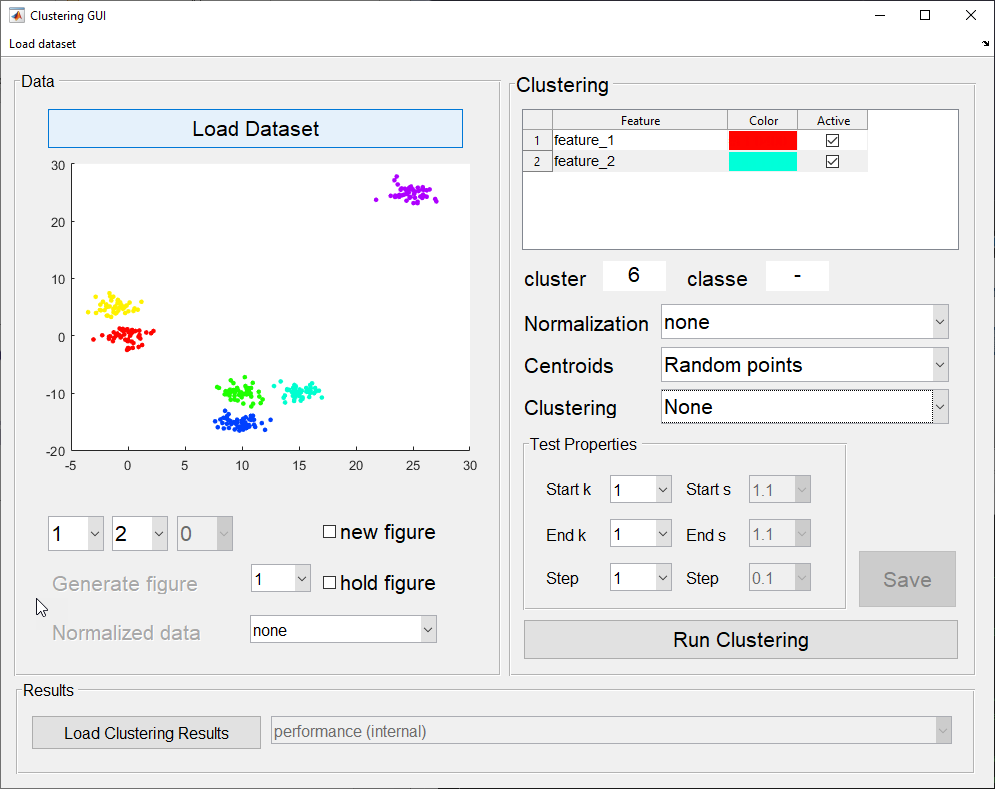 Clustering GUI
Load dataset
Data
Load Dataset
30
20
10
0
-10
-20
-5 0 5 10 15 20 25 30
1 2 0
new figure
Generate figure 1 hold figure
Normalized data none
Clustering
Feature Color Active
1 feature_1
2 feature_2
cluster 6 classe -
Normalization none
Centroids Random points
Clustering None
Test Properties
Start k 1 Start s 1.1
End k 1 End s 1.1
Step 1 Step 0.1
Save
Run Clustering
Results
Load Clustering Results performance (internal)